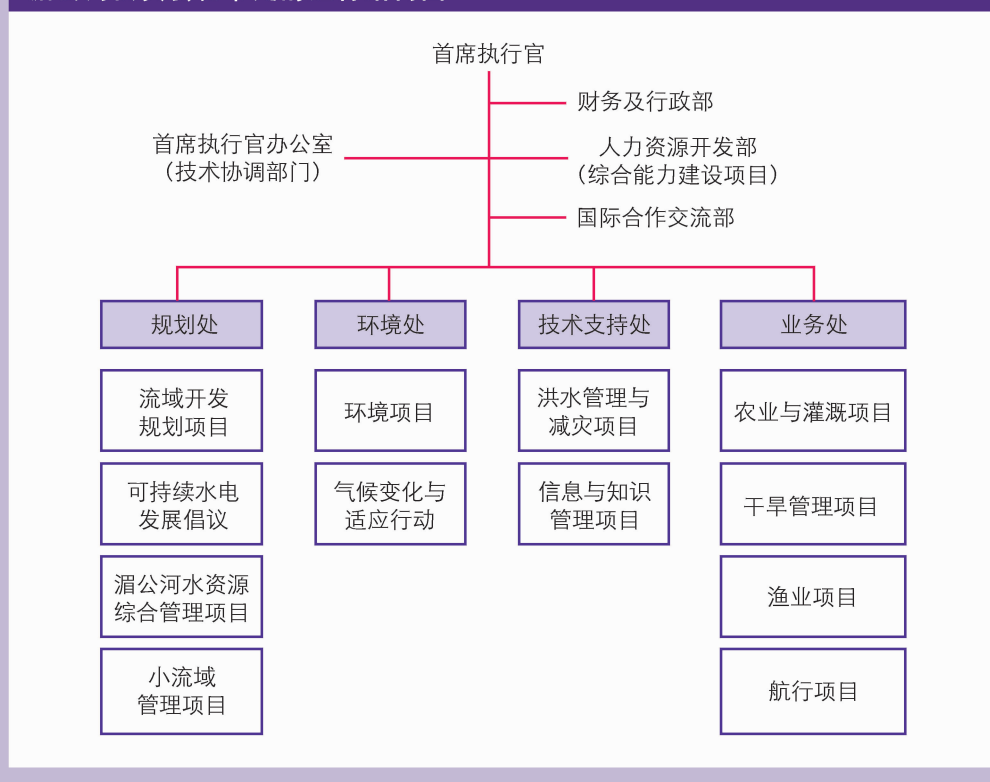 首席执行官
财务及行政部
首席执行官办公室
（技术协调部门）
人力资源开发部
（综合能力建设项目）
国际合作交流部
规划处
环境处
技术支持处
业务处
流域开发
规划项目
环境项目
洪水管理与
减灾项目
农业与灌溉项目
可持续水电
发展倡议
气候变化与
适应行动
信息与知识
管理项目
干旱管理项目
湄公河水资源
综合管理项目
渔业项目
小流域
管理项目
航行项目